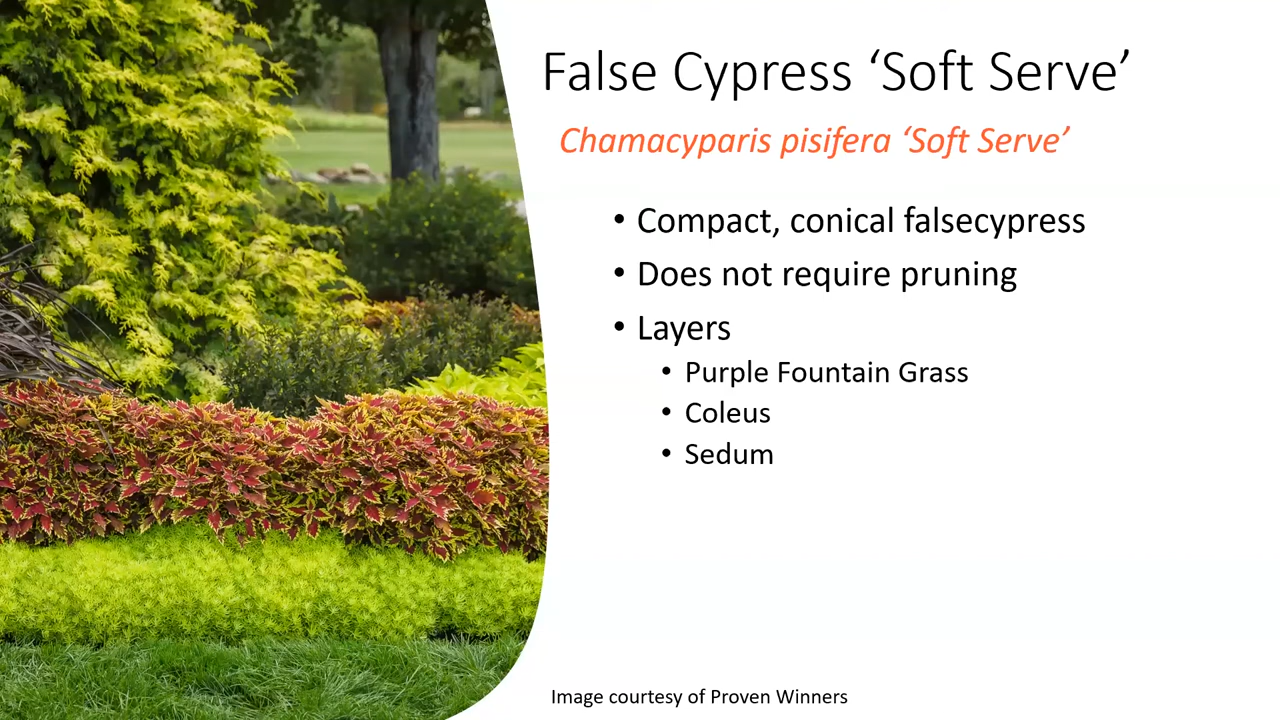 False Cypress ‘Soft Serve’
Chamacyparis pisifera ‘Soft Serve’
• Compact, conical falsecypress
• Does not require pruning
• Layers
• Purple Fountain Grass
• Coleus
• Sedum
Image courtesy of Proven Winners